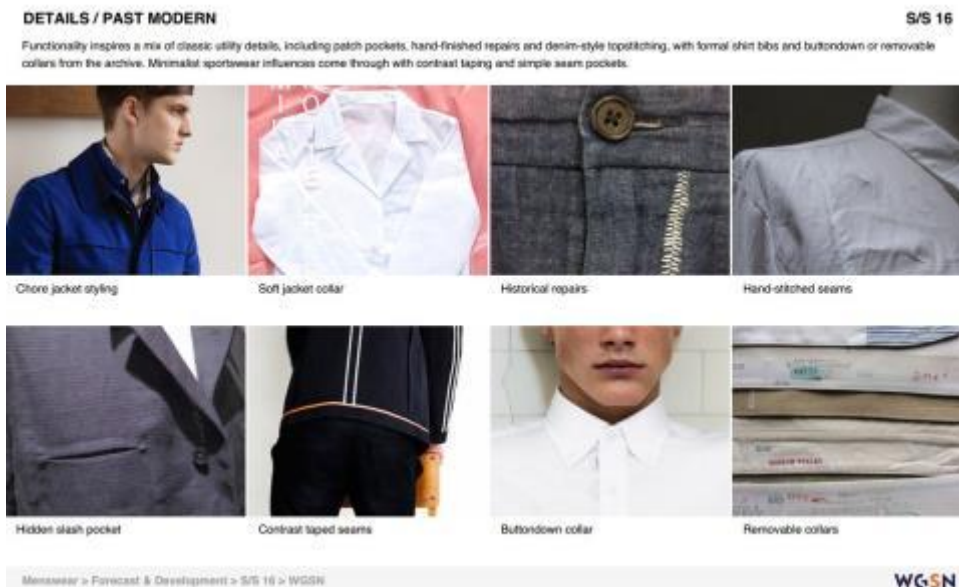 DETAILS / PAST MODERN
S/S 16
Functionality inspires a mix of classic utility details, including patch pockets, hand-finished repairs and denim-style topstitching, with formal shirt bibs and buttondown or removable
collars from the archive. Minimalist sportswear influences come through with contrast taping and simple seam pockets.
Chore jacket styling
Soft jacket collar
Historical repairs
Hand-stitched seams
Hidden slash pocket
Contrast taped seams
Buttondown collar
Removable collars
Menswear > Forecast & Development > S/S 16 > WGSN
WGSN